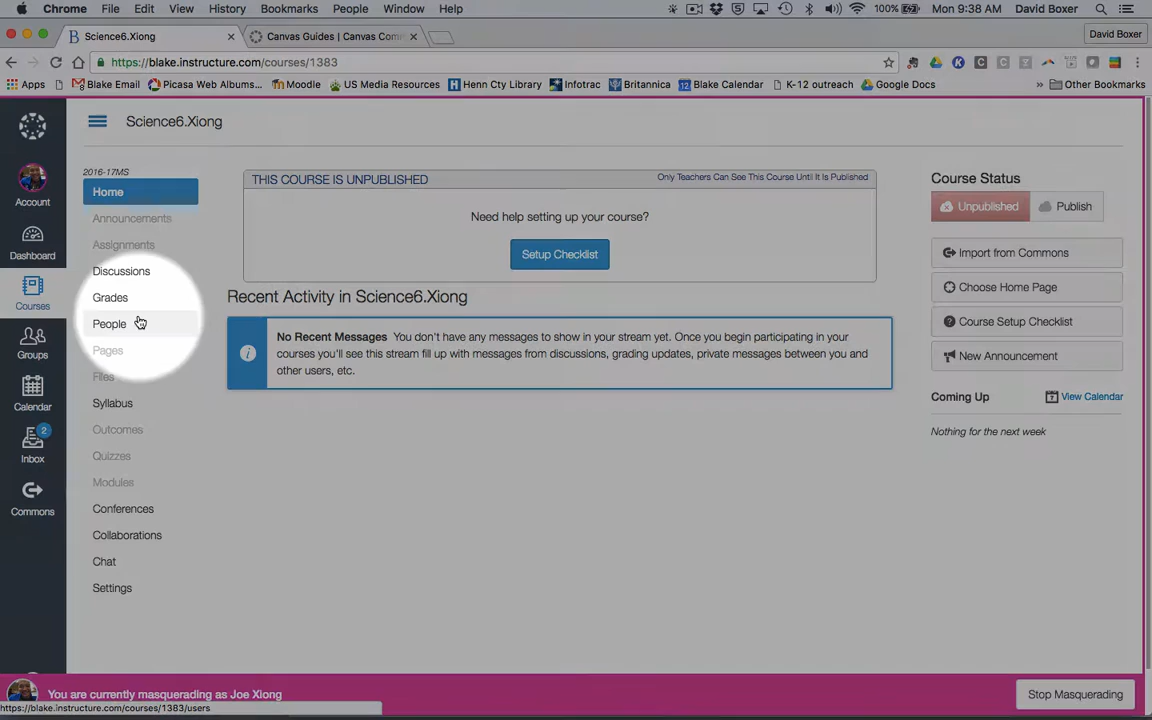 Chrome File Edit View History Bookmarks People Window Help 100% Mon 9:38 AM David Boxer
Science6.Xiong Canvas Guides | Canvas Com David Boxer
https://blake.instructure.com/courses/1383
Apps Blake Email Picasa Web Albums... Moodle US Media Resources Henn Cty Library Infotrac Britannica Blake Calendar K-12 outreach Google Docs » Other Bookmarks
Science6.Xiong
Account
Dashboard
Courses
Groups
Calendar
2
Inbox
Commons
2016-17MS
Home
Announcements
Assignments
Discussions
Grades
People
Pages
Files
Syllabus
Outcomes
Quizzes
Modules
Conferences
Collaborations
Chat
Settings
THIS COURSE IS UNPUBLISHED Only Teachers Can See This Course Until It Is Published
Need help setting up your course?
Setup Checklist
Recent Activity in Science6.Xiong
No Recent Messages You don't have any messages to show in your stream yet. Once you begin participating in your
courses you'll see this stream fill up with messages from discussions, grading updates, private messages between you and
other users, etc.
Course Status
Unpublished Publish
Import from Commons
Choose Home Page
Course Setup Checklist
New Announcement
Coming Up View Calendar
Nothing for the next week
You are currently masquerading as Joe Xiong Stop Masquerading
https://blake.instructure.com/courses/1383/users